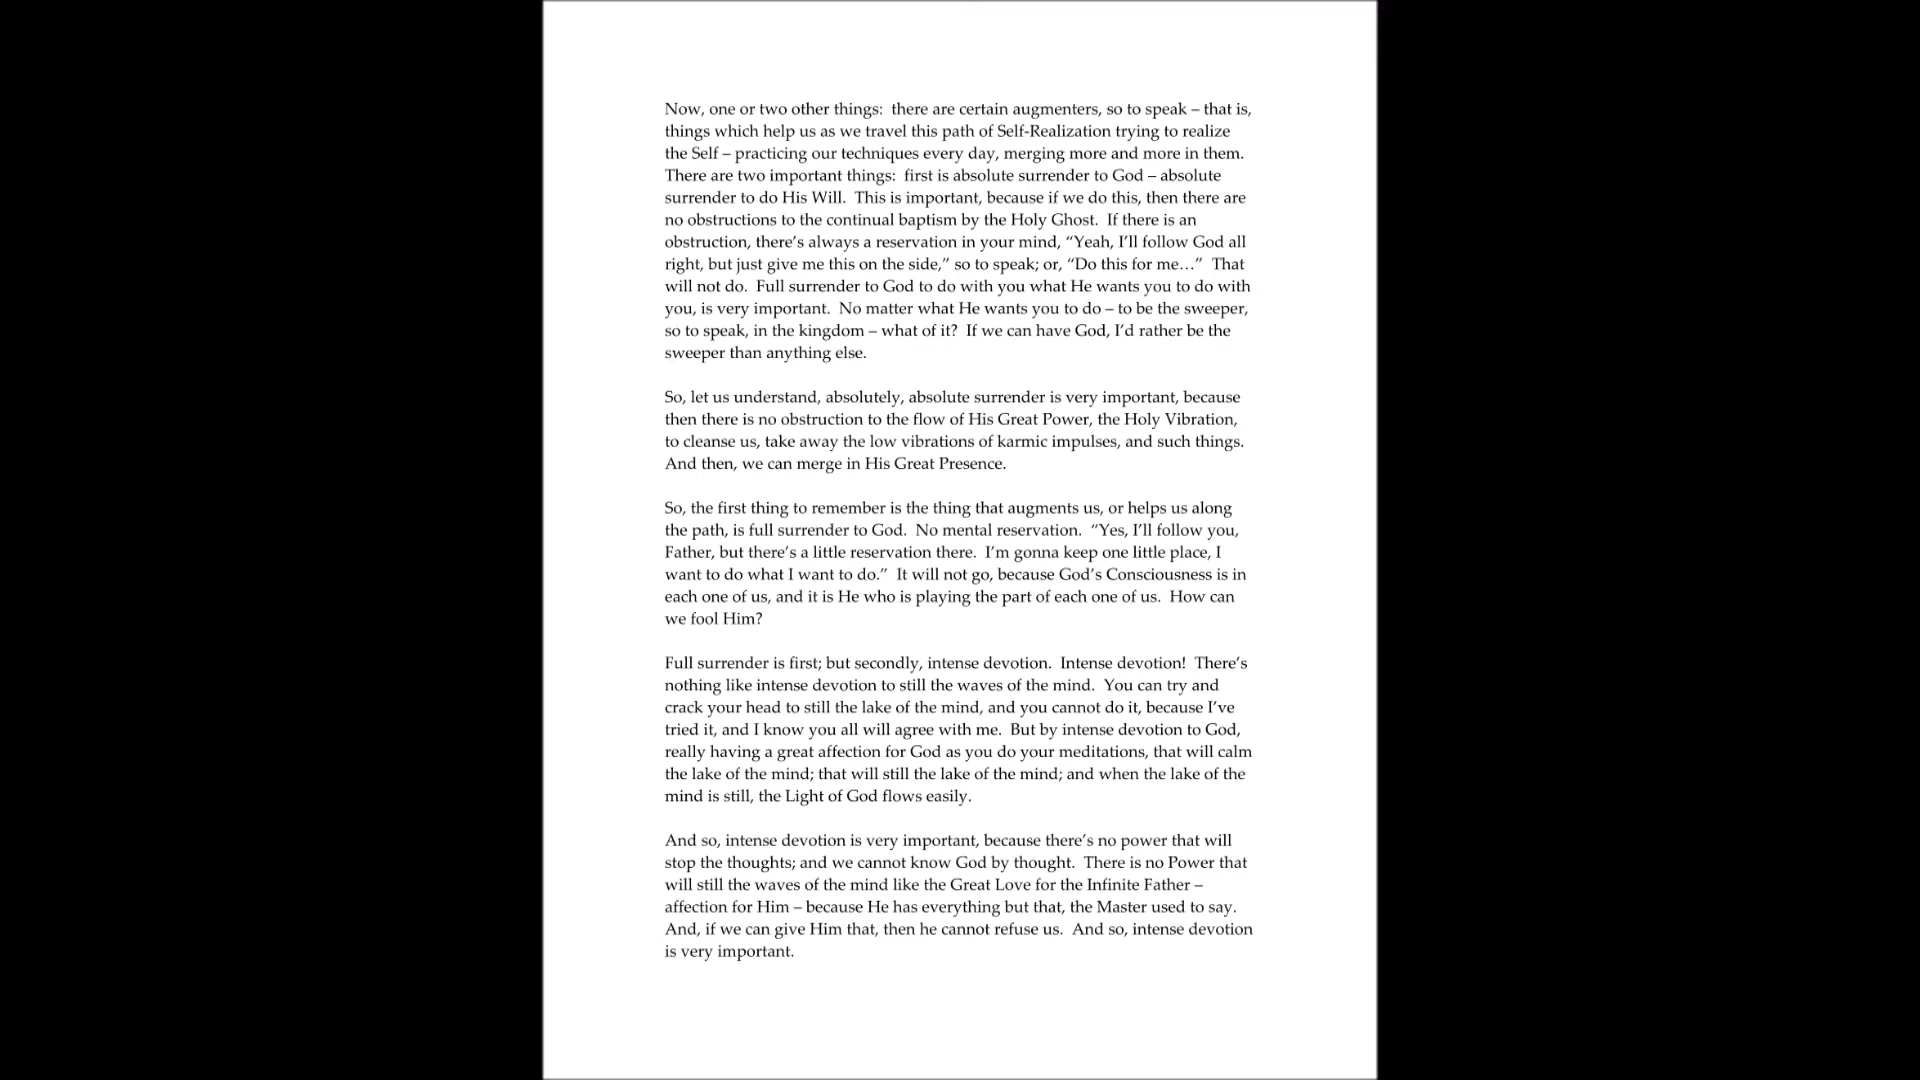 Now, one or two other things:  there are certain augmenters, so to speak – that is,
things which help us as we travel this path of Self-Realization trying to realize
the Self – practicing our techniques every day, merging more and more in them.
There are two important things:  first is absolute surrender to God – absolute
surrender to do His Will.  This is important, because if we do this, then there are
no obstructions to the continual baptism by the Holy Ghost.  If there is an
obstruction, there’s always a reservation in your mind, “Yeah, I’ll follow God all
right, but just give me this on the side,” so to speak; or, “Do this for me…”  That
will not do.  Full surrender to God to do with you what He wants you to do with
you, is very important.  No matter what He wants you to do – to be the sweeper,
so to speak, in the kingdom – what of it?  If we can have God, I’d rather be the
sweeper than anything else.

So, let us understand, absolutely, absolute surrender is very important, because
then there is no obstruction to the flow of His Great Power, the Holy Vibration,
to cleanse us, take away the low vibrations of karmic impulses, and such things.
And then, we can merge in His Great Presence.

So, the first thing to remember is the thing that augments us, or helps us along
the path, is full surrender to God.  No mental reservation.  “Yes, I’ll follow you,
Father, but there’s a little reservation there.  I’m gonna keep one little place, I
want to do what I want to do.”  It will not go, because God’s Consciousness is in
each one of us, and it is He who is playing the part of each one of us.  How can
we fool Him?

Full surrender is first; but secondly, intense devotion.  Intense devotion!  There’s
nothing like intense devotion to still the waves of the mind.  You can try and
crack your head to still the lake of the mind, and you cannot do it, because I’ve
tried it, and I know you all will agree with me.  But by intense devotion to God,
really having a great affection for God as you do your meditations, that will calm
the lake of the mind; that will still the lake of the mind; and when the lake of the
mind is still, the Light of God flows easily.

And so, intense devotion is very important, because there’s no power that will
stop the thoughts; and we cannot know God by thought.  There is no Power that
will still the waves of the mind like the Great Love for the Infinite Father –
affection for Him – because He has everything but that, the Master used to say.
And, if we can give Him that, then he cannot refuse us.  And so, intense devotion
is very important.